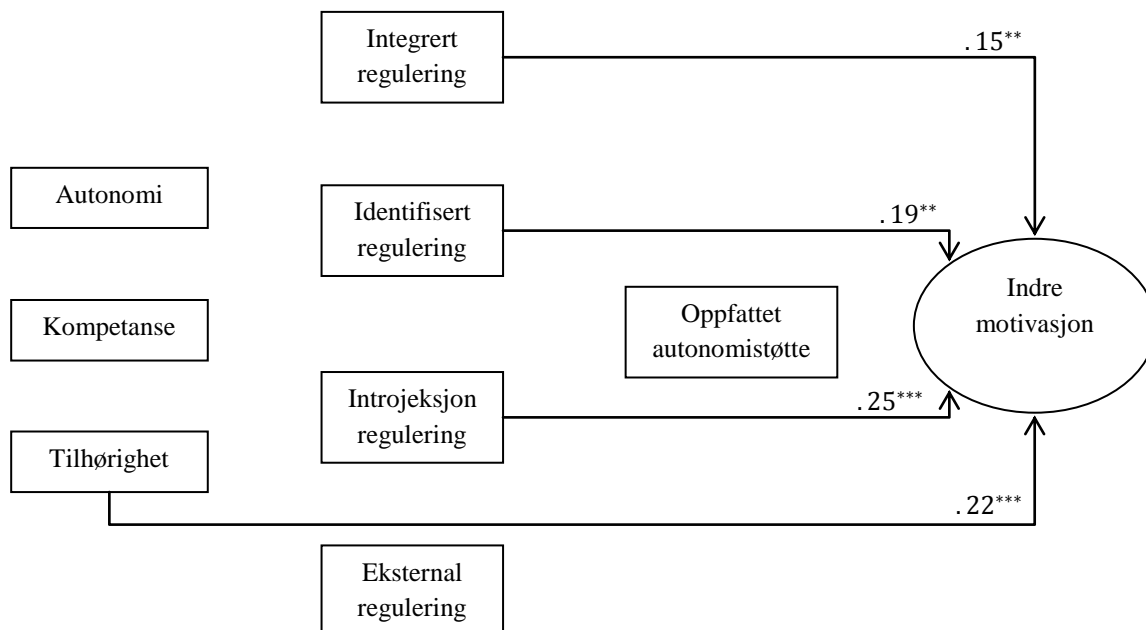 Integrert
regulering
.15**
Autonomi
Identifisert
regulering
.19**
Kompetanse
Oppfattet
autonomistøtte
Indre
motivasjon
Introjeksjon
regulering
.25***
Tilhørighet
.22***
Eksternal
regulering